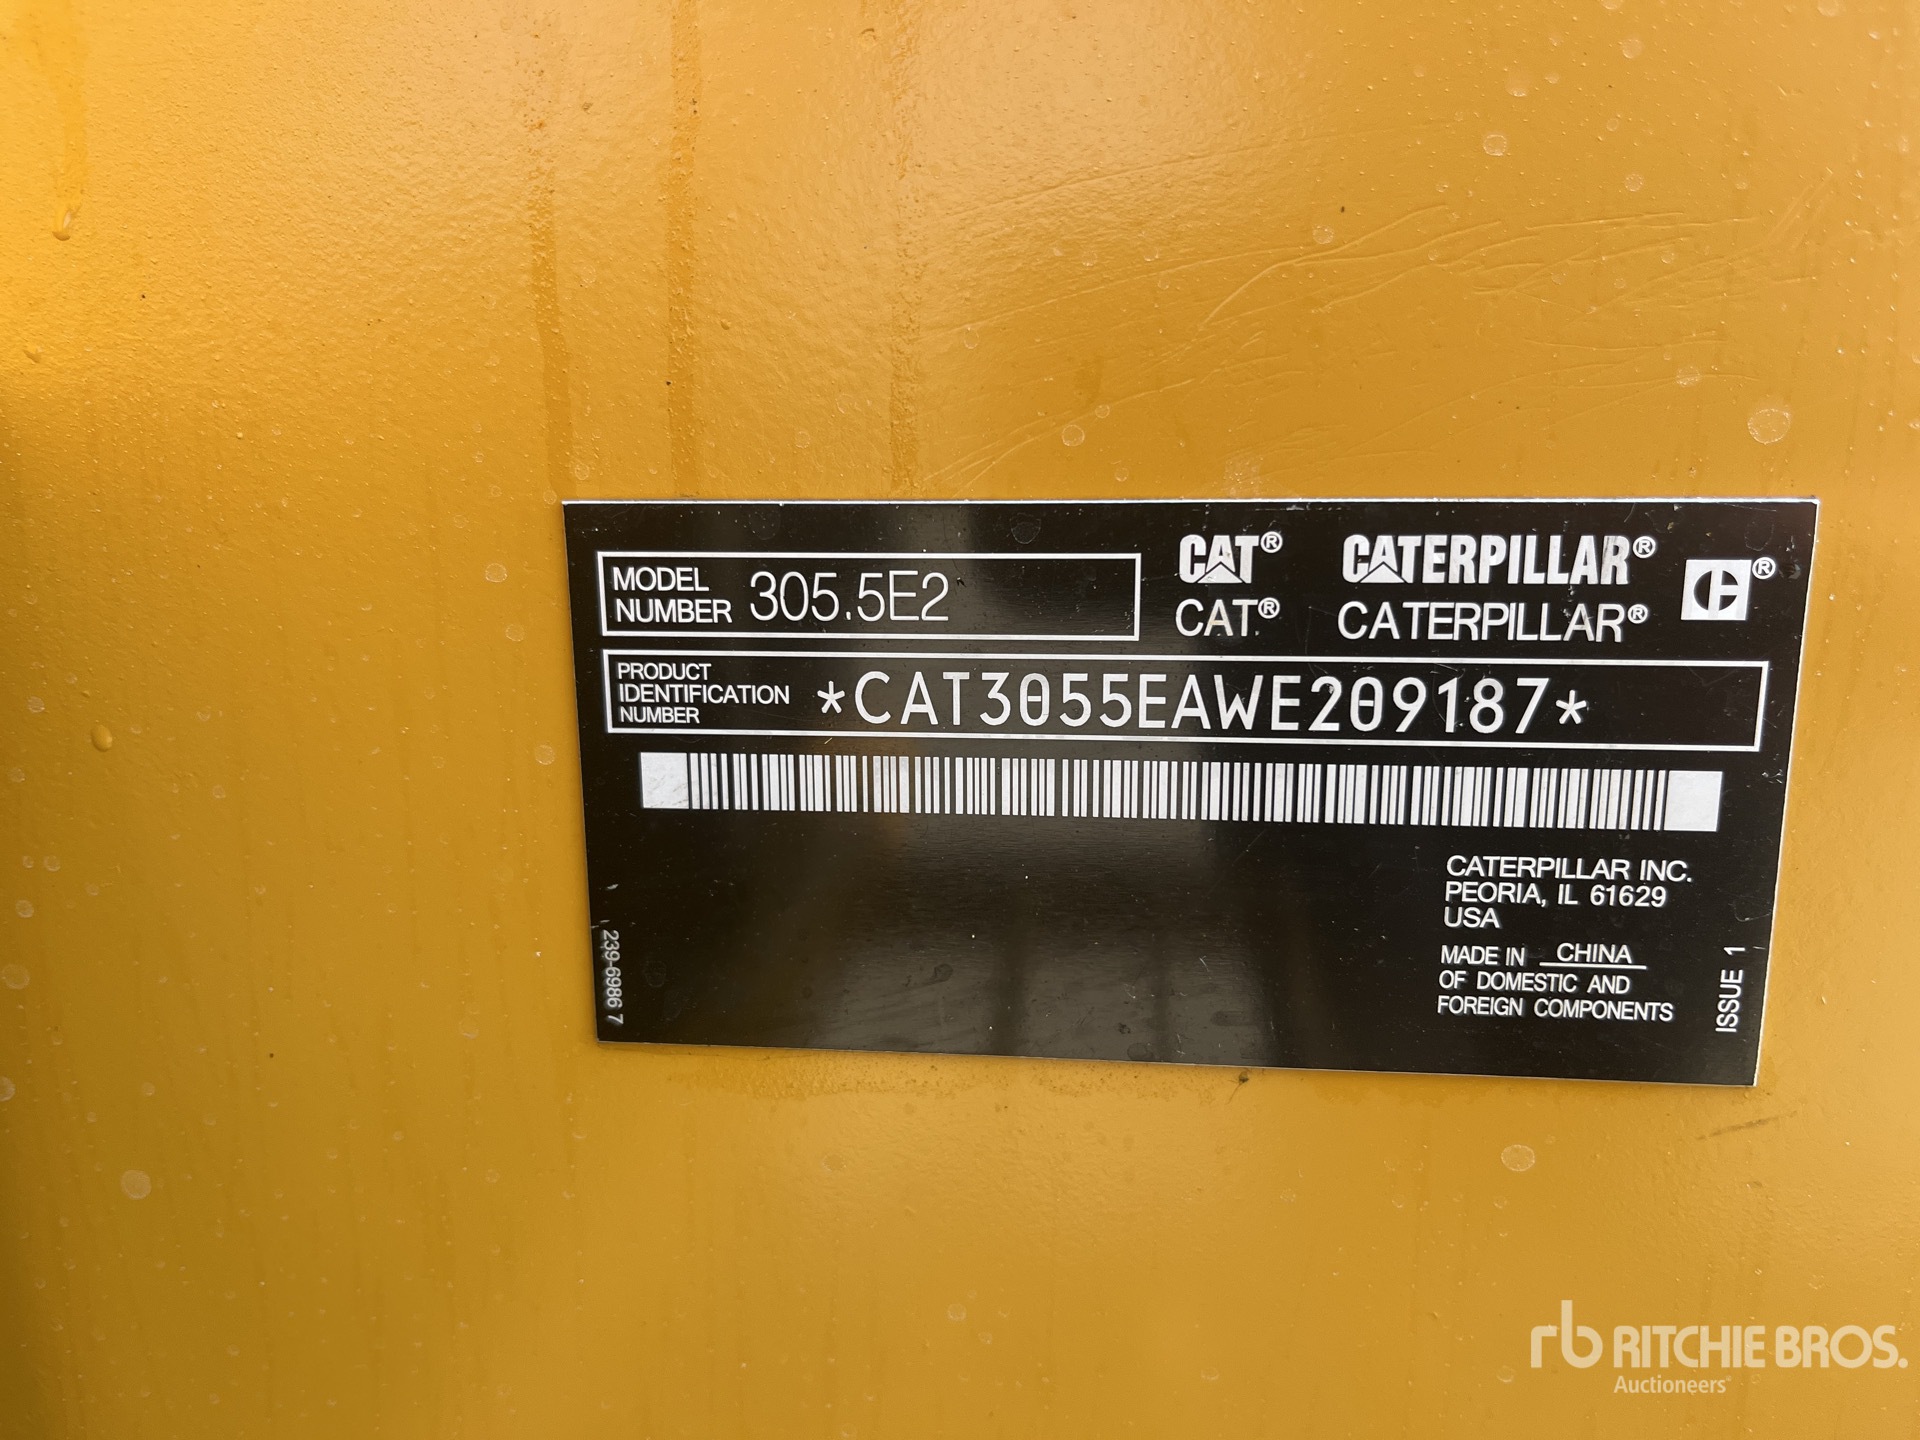 MODEL NUMBER 305.5E2
CAT® CATERPILLAR® C®
CAT® CATERPILLAR®
PRODUCT
IDENTIFICATION
NUMBER
*CAT3055EAWE209187*
CATERPILLAR INC.
PEORIA, IL 61629
USA
MADE IN CHINA
OF DOMESTIC AND
FOREIGN COMPONENTS
239-6986 7
ISSUE 1
rb RITCHIE BROS.
Auctioneers